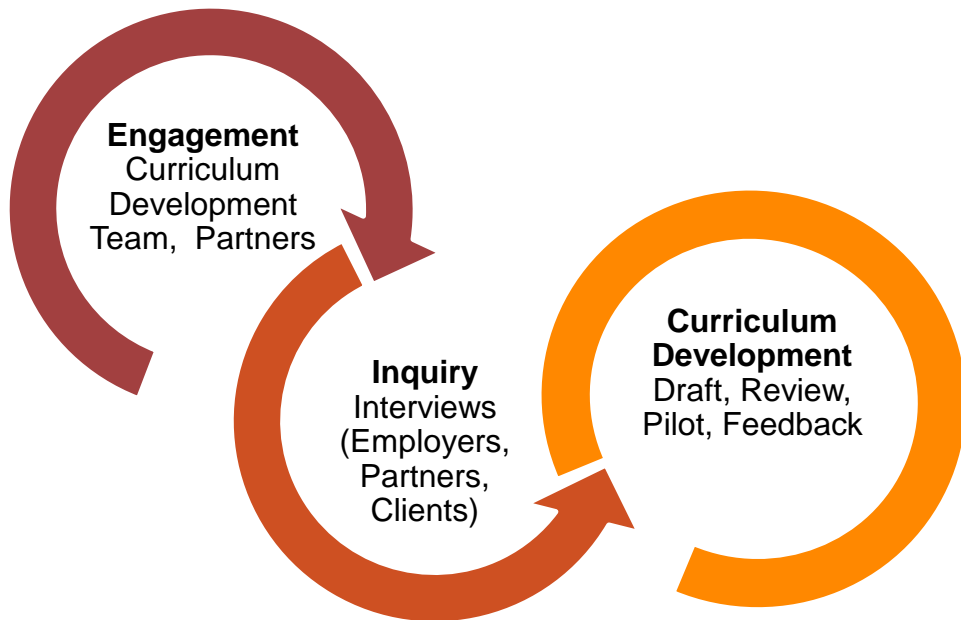 Engagement
Curriculum
Development
Team,  Partners
Inquiry
Interviews
(Employers,
Partners,
Clients)
Curriculum
Development
Draft, Review,
Pilot, Feedback